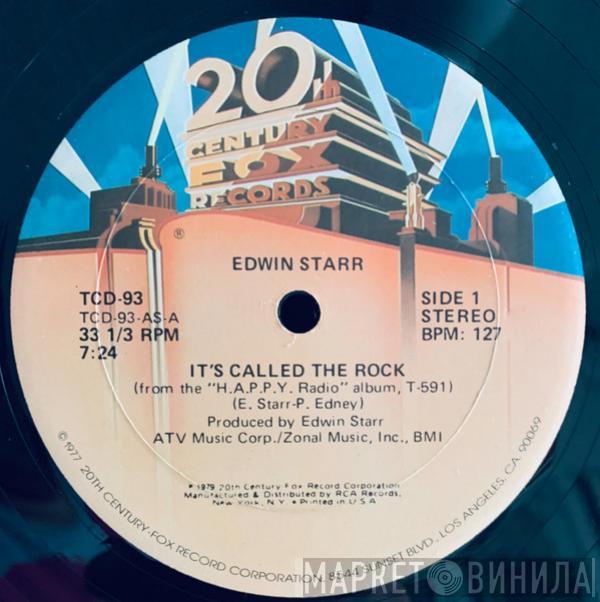 20th
CENTURY
FOX
RECORDS
®
EDWIN STARR
TCD-93
TCD-93-AS-A
33 1/3 RPM
7:24
SIDE 1
STEREO
BPM: 127
IT'S CALLED THE ROCK
(from the "H.A.P.P.Y. Radio" album, T-591)
(E. Starr-P. Edney)
Produced by Edwin Starr
ATV Music Corp./Zonal Music, Inc., BMI
℗ 1979 20th Century Fox Record Corporation
Manufactured & Distributed by RCA Records,
New York, N.Y. • Printed in U.S.A
© 1977 20TH CENTURY-FOX RECORD CORPORATION, 8544 SUNSET BLVD., LOS ANGELES, CA. 90069
МАРКЕТ ВИНИЛА